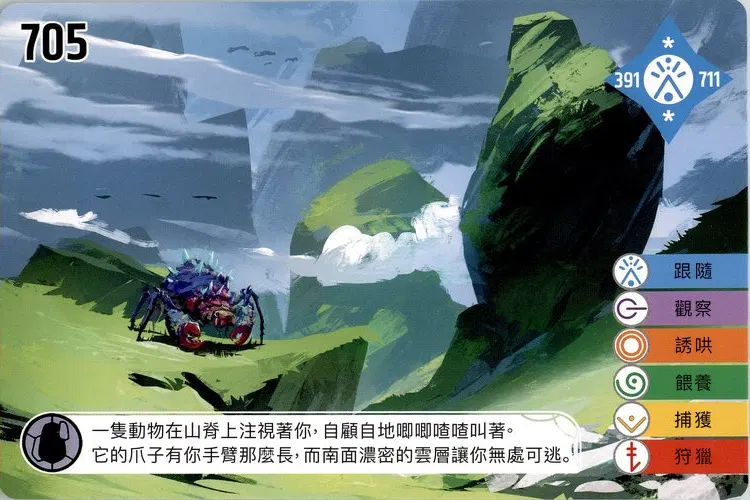 705
*
391 711
*
跟隨
觀察
誘哄
餵養
捕獲
狩獵
一隻動物在山脊上注視著你，自顧自地唧唧喳喳叫著。
它的爪子有你手臂那麼長，而南面濃密的雲層讓你無處可逃。